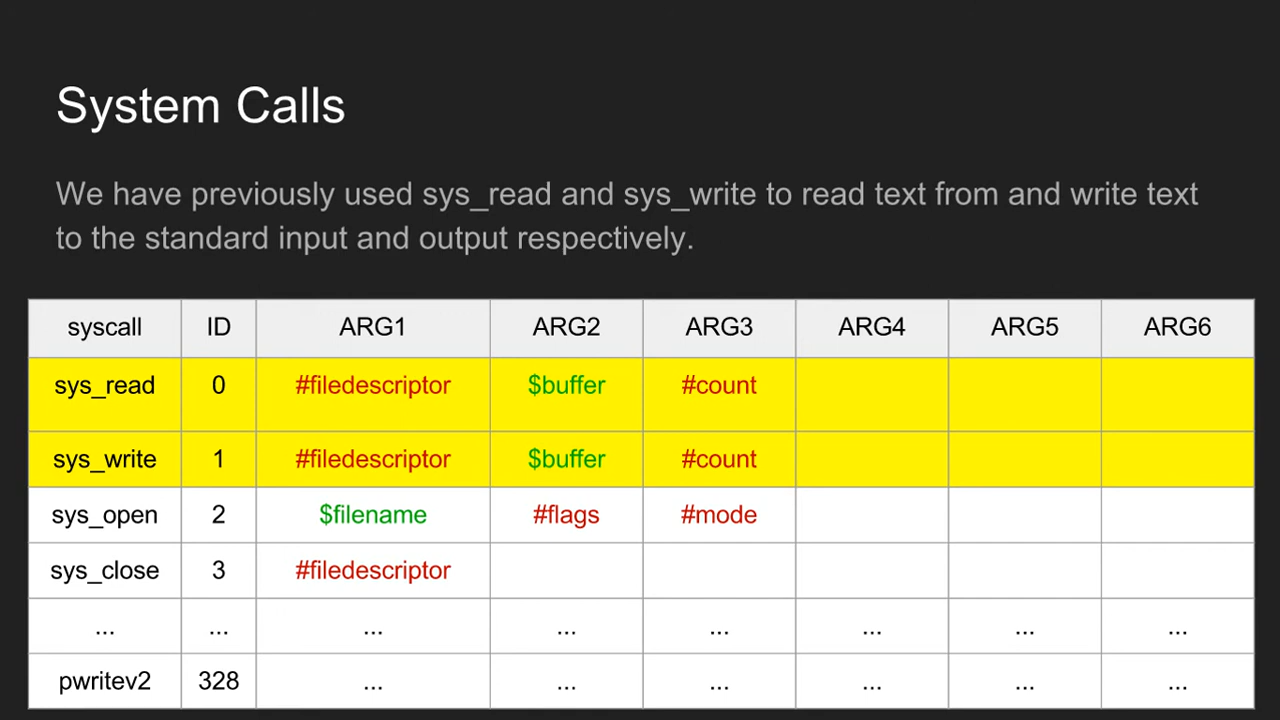 System Calls
We have previously used sys_read and sys_write to read text from and write text
to the standard input and output respectively.
syscall ID ARG1 ARG2 ARG3 ARG4 ARG5 ARG6
sys_read 0 #filedescriptor $buffer #count
sys_write 1 #filedescriptor $buffer #count
sys_open 2 $filename #flags #mode
sys_close 3 #filedescriptor
... ... ... ... ... ... ... ...
pwritev2 328 ... ... ... ... ... ...